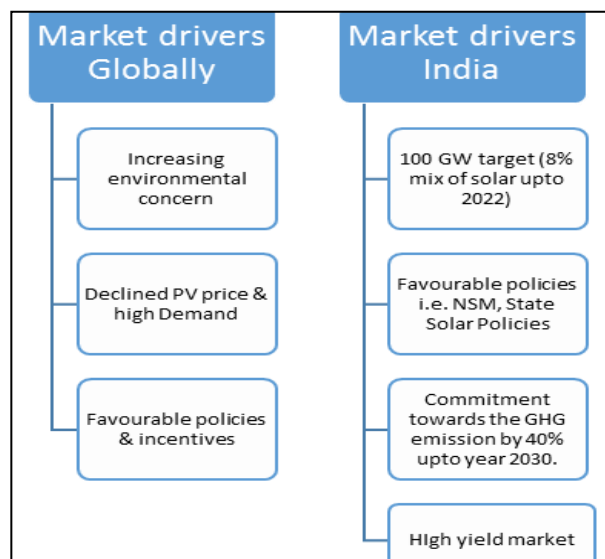 Market drivers
Globally
Increasing
environmental
concern
Declined PV price &
high Demand
Favourable policies
& incentives
Market drivers
India
100 GW target (8%
mix of solar upto
2022)
Favourable policies
i.e. NSM, State
Solar Policies
Commitment
towards the GHG
emission by 40%
upto year 2030.
HIgh yield market